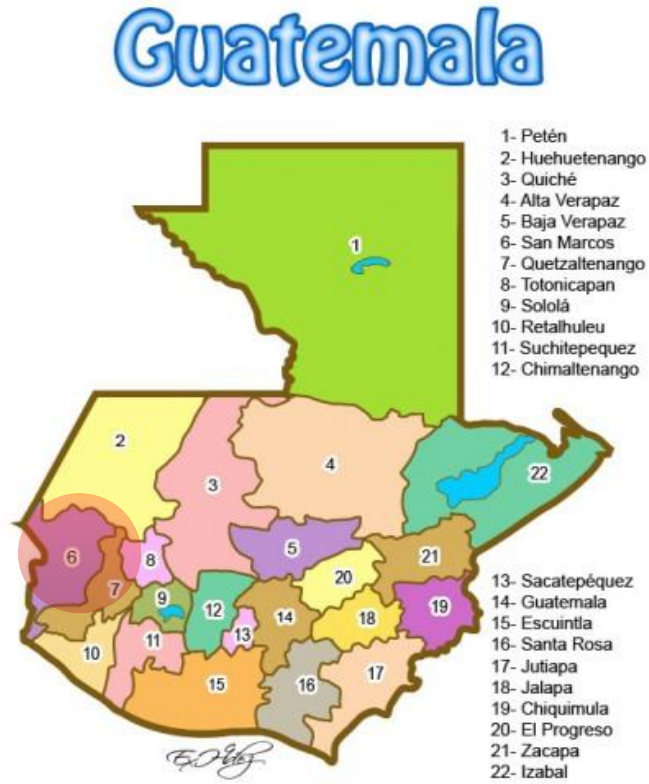 Guatemala
1- Petén
2- Huehuetenango
3- Quiché
4- Alta Verapaz
5- Baja Verapaz
6- San Marcos
7- Quetzaltenango
8- Totonicapan
9- Sololá
10- Retalhuleu
11- Suchitepequez
12- Chimaltenango
1
2
3
4
22
6
5
8
21
7
20
9
12
19
14
18
13
11
10
17
15
16
13- Sacatepéquez
14- Guatemala
15- Escuintla
16- Santa Rosa
17- Jutiapa
18- Jalapa
19- Chiquimula
20- El Progreso
21- Zacapa
22- Izabal